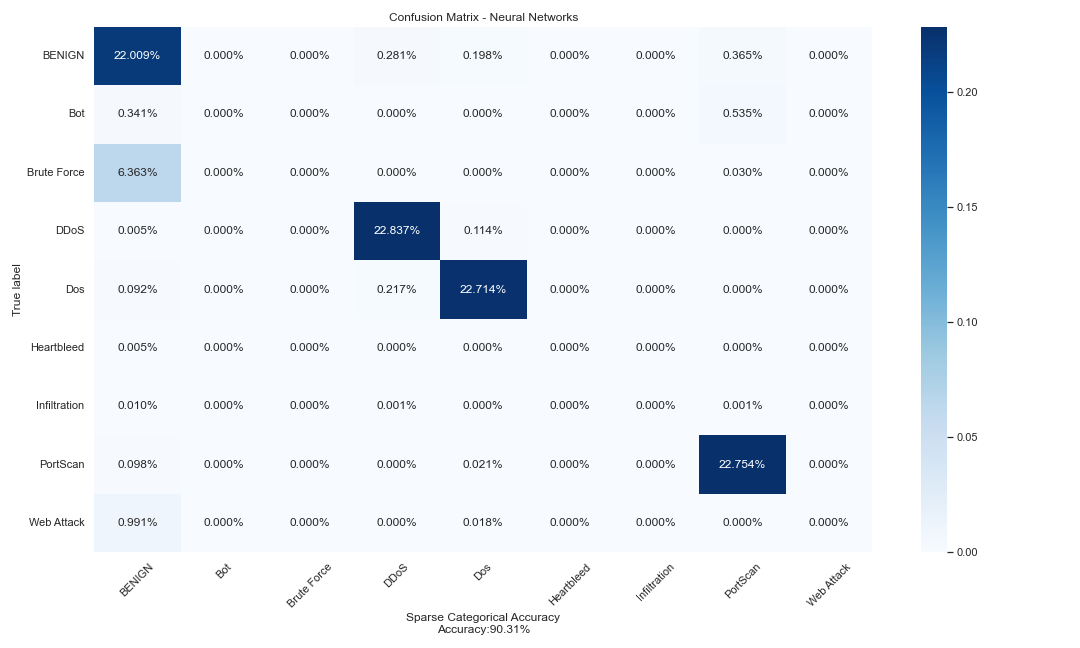 Confusion Matrix - Neural Networks
BENIGN 22.009% 0.000% 0.000% 0.281% 0.198% 0.000% 0.000% 0.365% 0.000%
0.20
Bot 0.341% 0.000% 0.000% 0.000% 0.000% 0.000% 0.000% 0.535% 0.000%
Brute Force 6.363% 0.000% 0.000% 0.000% 0.000% 0.000% 0.000% 0.030% 0.000%
0.15
DDoS 0.005% 0.000% 0.000% 22.837% 0.114% 0.000% 0.000% 0.000% 0.000%
True label
Dos 0.092% 0.000% 0.000% 0.217% 22.714% 0.000% 0.000% 0.000% 0.000%
0.10
Heartbleed 0.005% 0.000% 0.000% 0.000% 0.000% 0.000% 0.000% 0.000% 0.000%
Infiltration 0.010% 0.000% 0.000% 0.001% 0.000% 0.000% 0.000% 0.001% 0.000%
0.05
PortScan 0.098% 0.000% 0.000% 0.000% 0.021% 0.000% 0.000% 22.754% 0.000%
Web Attack 0.991% 0.000% 0.000% 0.000% 0.018% 0.000% 0.000% 0.000% 0.000%
0.00
BENIGN Bot Brute Force DDoS Dos Heartbleed Infiltration PortScan Web Attack
Sparse Categorical Accuracy
Accuracy:90.31%